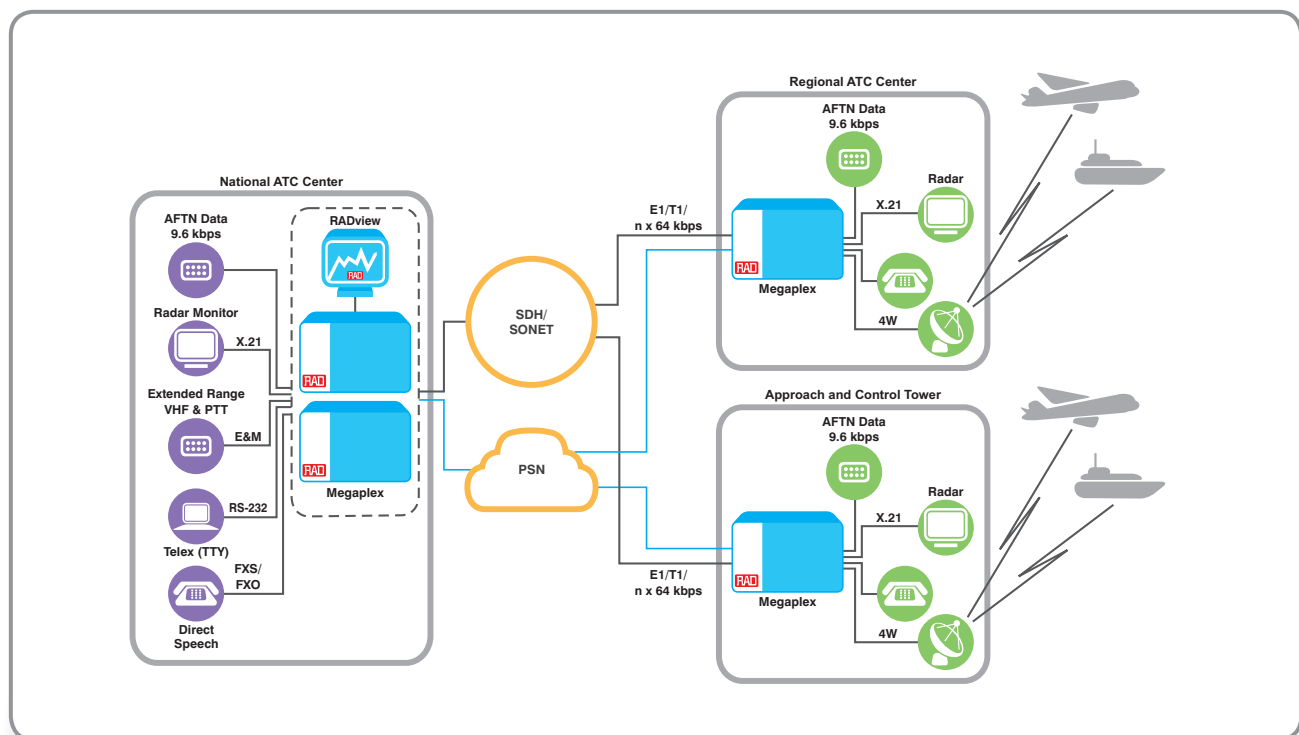 National ATC Center
AFTN Data
9.6 kbps
Radar Monitor
X.21
Extended Range
VHF & PTT
E&M
RS-232
Telex (TTY)
FXS/
FXO
Direct
Speech
RADview
RAD
RAD
RAD
Megaplex
SDH/
SONET
PSN
E1/T1/
n x 64 kbps
E1/T1/
n x 64 kbps
Regional ATC Center
AFTN Data
9.6 kbps
Radar
X.21
RAD
Megaplex
4W
Approach and Control Tower
AFTN Data
9.6 kbps
Radar
X.21
RAD
Megaplex
4W